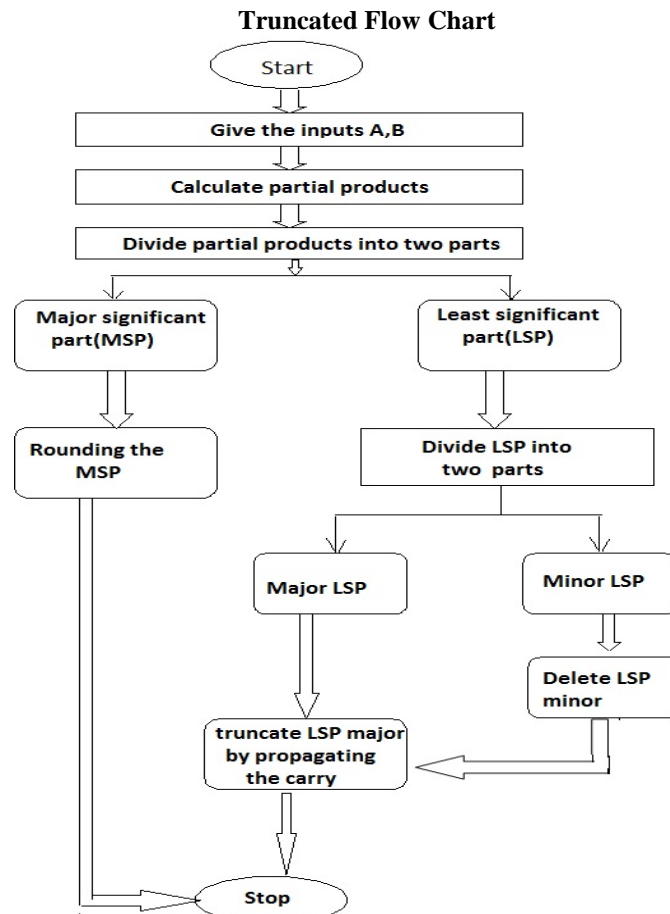 Truncated Flow Chart
Start
Give the inputs A,B
Calculate partial products
Divide partial products into two parts
Major significant
part(MSP)
Least significant
part(LSP)
Rounding the
MSP
Divide LSP into
two parts
Major LSP
Minor LSP
Delete LSP
minor
truncate LSP major
by propagating
the carry
Stop